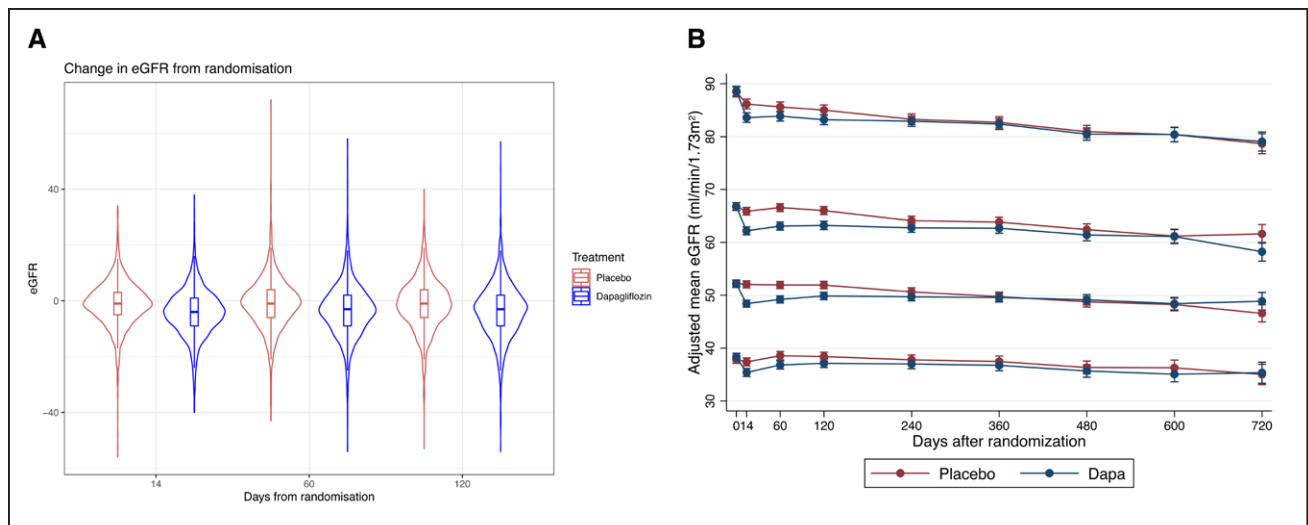 A
Change in eGFR from randomisation
eGFR
40
0
−40
14
60
120
Days from randomisation
Treatment
Placebo
Dapagliflozin
B
Adjusted mean eGFR (ml/min/1.73m²)
90
80
70
60
50
40
30
0 14 60 120 240 360 480 600 720
Days after randomization
Placebo Dapa